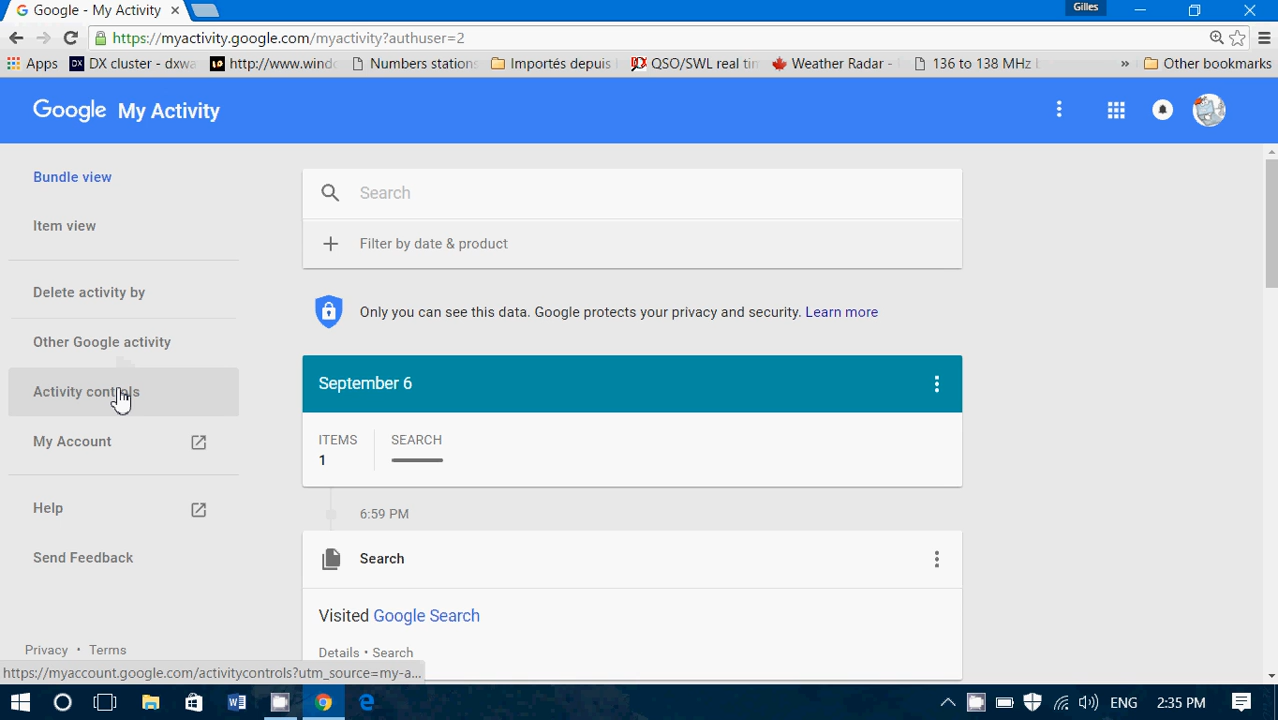 Google - My Activity
Gilles
https://myactivity.google.com/myactivity?authuser=2
Apps DX cluster - dxwa http://www.windo Numbers stations Importés depuis QSO/SWL real tim Weather Radar - 136 to 138 MHz » Other bookmarks
Google My Activity
Bundle view
Item view
Delete activity by
Other Google activity
Activity controls
My Account
Help
Send Feedback
Privacy • Terms
Search
Filter by date & product
Only you can see this data. Google protects your privacy and security. Learn more
September 6
ITEMS
1
SEARCH
6:59 PM
Search
Visited Google Search
Details • Search
https://myaccount.google.com/activitycontrols?utm_source=my-a...
ENG
2:35 PM